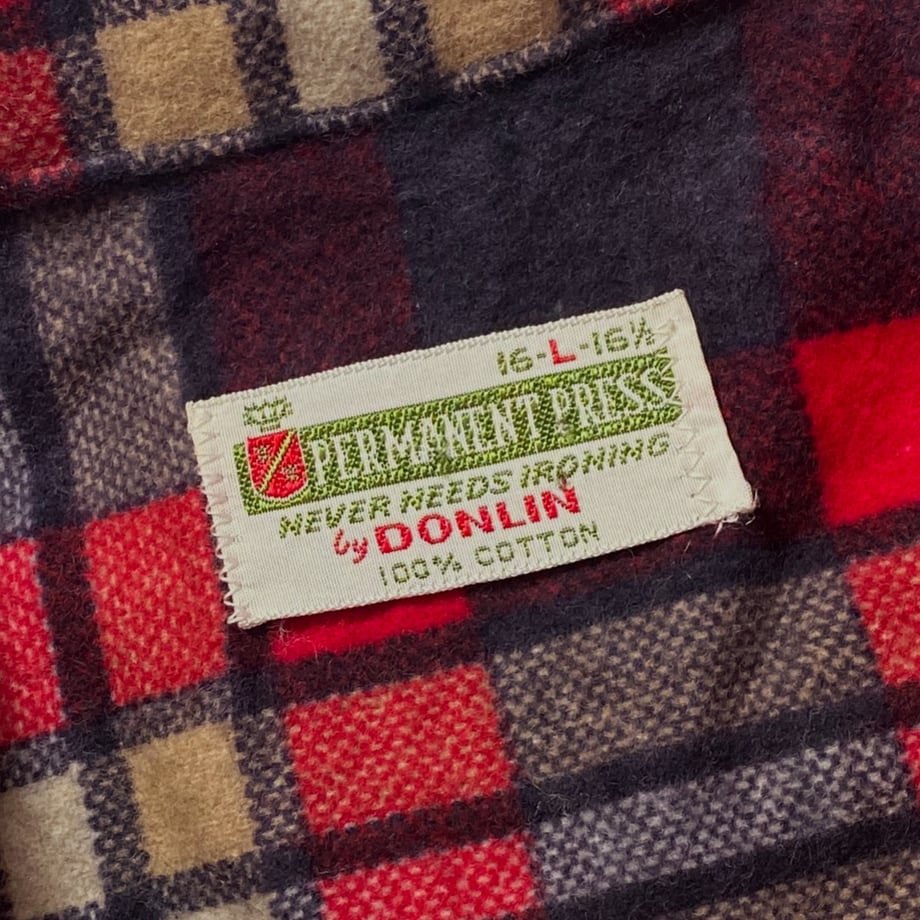 16-L-16½
PERMANENT PRESS
NEVER NEEDS IRONING
by DONLIN
100% COTTON